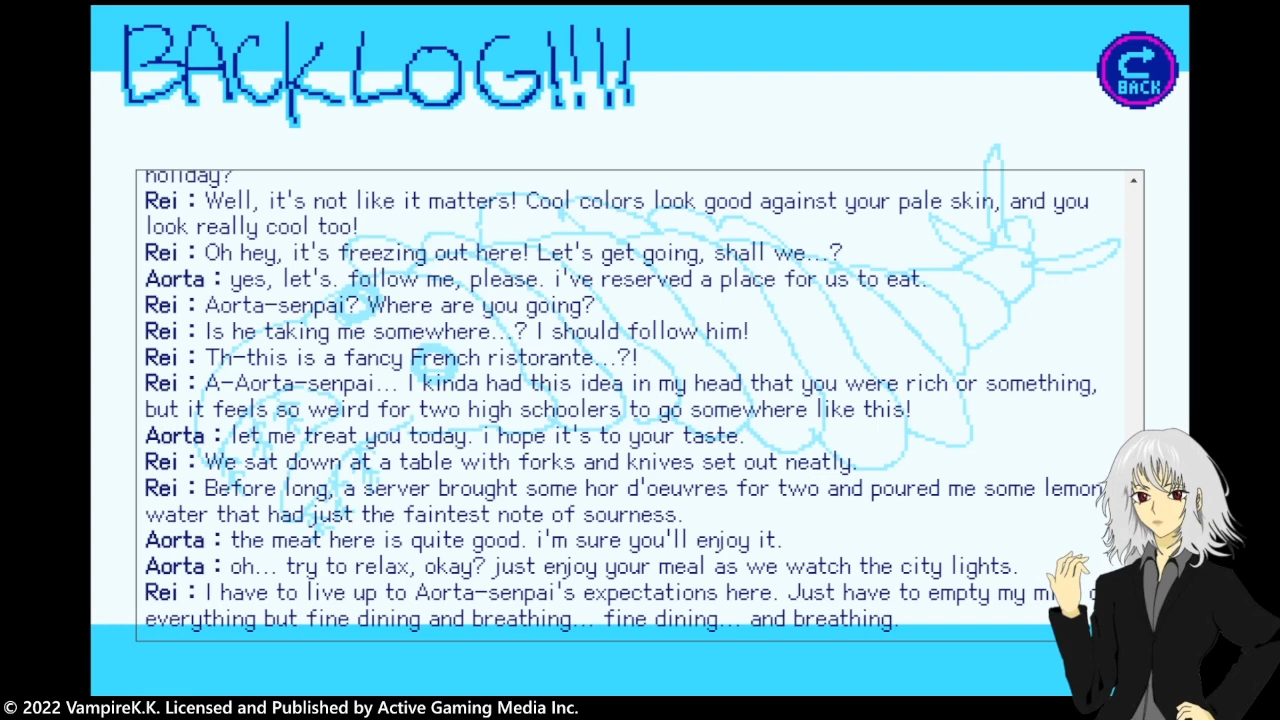 BACKLOG!!!!
BACK
holiday?
Rei : Well, it's not like it matters! Cool colors look good against your pale skin, and you
look really cool too!
Rei : Oh hey, it's freezing out here! Let's get going, shall we...?
Aorta : yes, let's. follow me, please. i've reserved a place for us to eat.
Rei : Aorta-senpai? Where are you going?
Rei : Is he taking me somewhere...? I should follow him!
Rei : Th-this is a fancy French ristorante...?!
Rei : A-Aorta-senpai... I kinda had this idea in my head that you were rich or something,
but it feels so weird for two high schoolers to go somewhere like this!
Aorta : let me treat you today. i hope it's to your taste.
Rei : We sat down at a table with forks and knives set out neatly.
Rei : Before long, a server brought some hor d'oeuvres for two and poured me some lemon
water that had just the faintest note of sourness.
Aorta : the meat here is quite good. i'm sure you'll enjoy it.
Aorta : oh... try to relax, okay? just enjoy your meal as we watch the city lights.
Rei : I have to live up to Aorta-senpai's expectations here. Just have to empty my
everything but fine dining and breathing... fine dining... and breathing.
© 2022 VampireK.K. Licensed and Published by Active Gaming Media Inc.